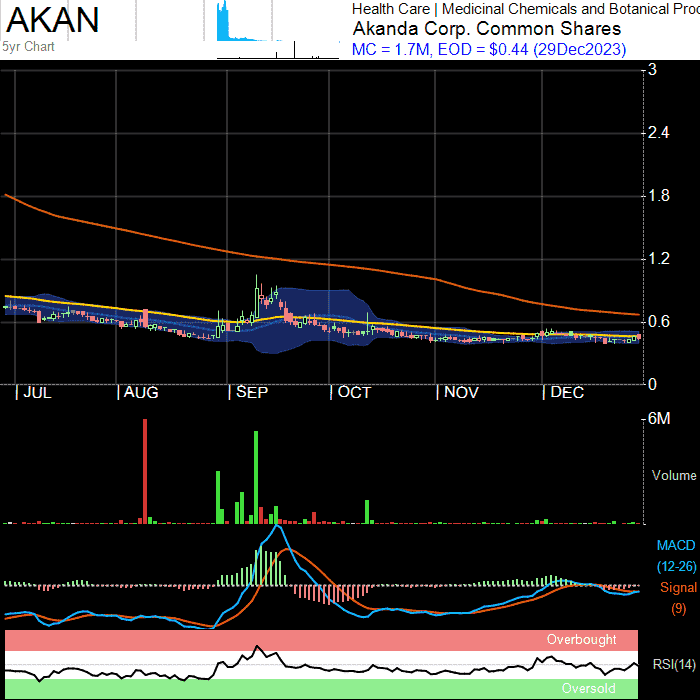 AKAN
5yr Chart
Health Care | Medicinal Chemicals and Botanical Proc
Akanda Corp. Common Shares
MC = 1.7M, EOD = $0.44 (29Dec2023)
3
2.4
1.8
1.2
0.6
0
JUL
AUG
SEP
OCT
NOV
DEC
6M
Volume
MACD
(12-26)
Signal
(9)
Overbought
RSI(14)
Oversold